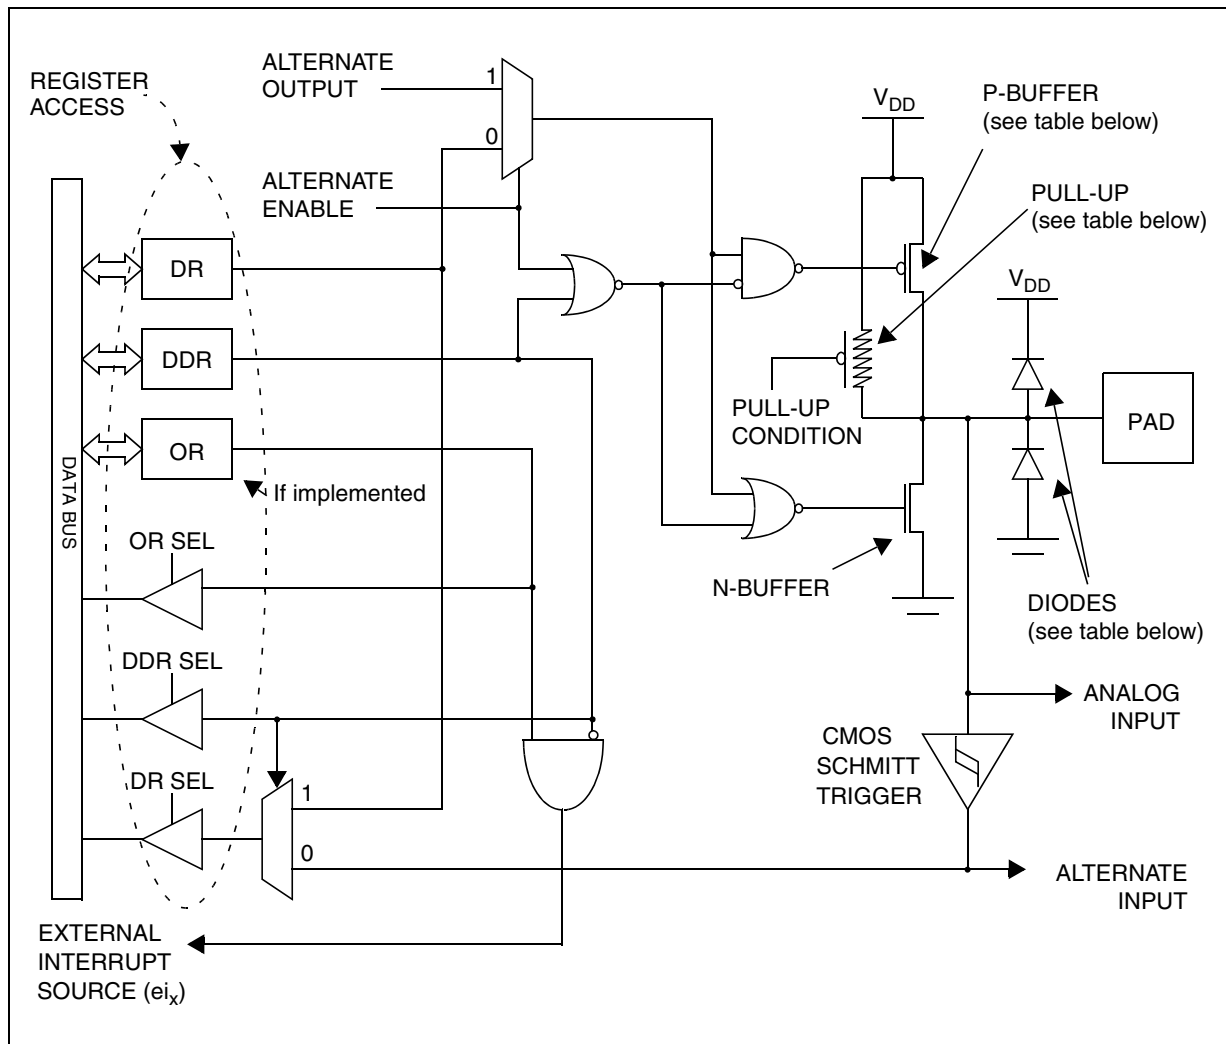 REGISTER
ACCESS
ALTERNATE
OUTPUT
1
0
ALTERNATE
ENABLE
VDD
P-BUFFER
(see table below)
PULL-UP
(see table below)
DR
DDR
OR
If implemented
DATA BUS
VDD
PULL-UP
CONDITION
PAD
OR SEL
N-BUFFER
DIODES
(see table below)
DDR SEL
ANALOG
INPUT
CMOS
SCHMITT
TRIGGER
DR SEL
1
0
ALTERNATE
INPUT
EXTERNAL
INTERRUPT
SOURCE (eix)